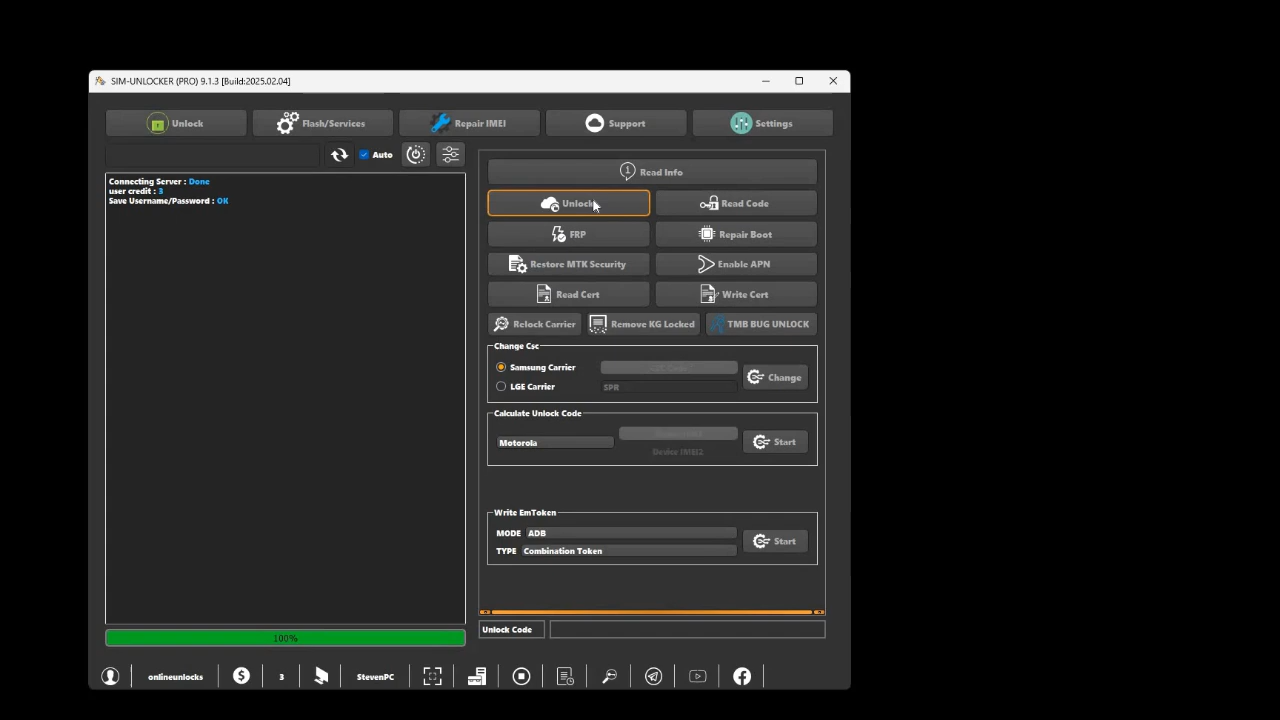 SIM-UNLOCKER (PRO) 9.1.3 [Build:2025.02.04]
Unlock
Flash/Services
Repair IMEI
Support
Settings
Auto
Connecting Server : Done
user credit : 3
Save Username/Password : OK
Read Info
Unlock
Read Code
FRP
Repair Boot
Restore MTK Security
Enable APN
Read Cert
Write Cert
Relock Carrier
Remove KG Locked
TMB BUG UNLOCK
Change Csc
Samsung Carrier
LGE Carrier
SPR
Change
Calculate Unlock Code
Motorola
Device IMEI2
Start
Write EmToken
MODE ADB
TYPE Combination Token
Start
100%
Unlock Code
onlineunlocks
3
StevenPC